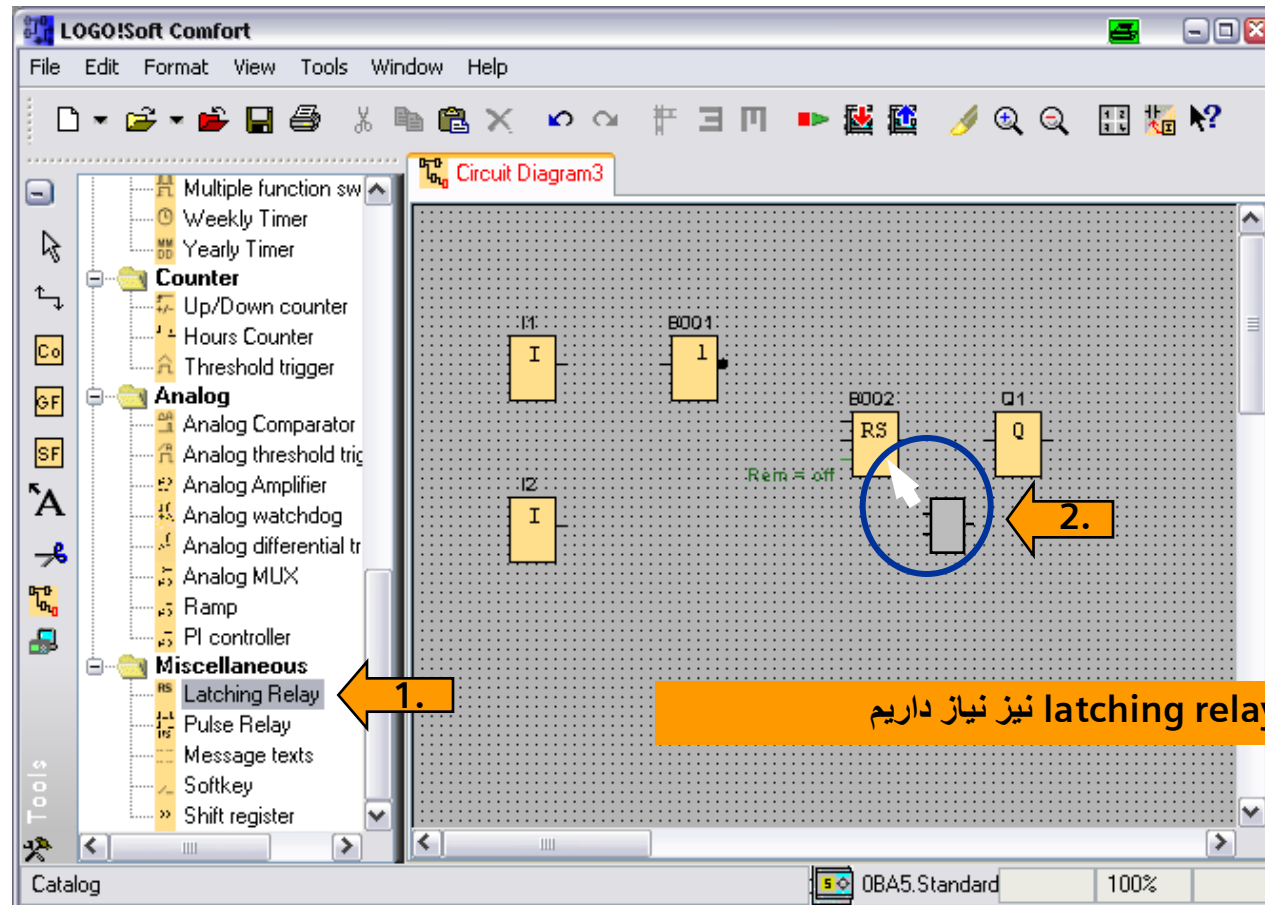 LOGO!Soft Comfort
File Edit Format View Tools Window Help
Circuit Diagram3
Multiple function sw
Weekly Timer
Yearly Timer
Counter
Up/Down counter
Hours Counter
Threshold trigger
Analog
Analog Comparator
Analog threshold trig
Analog Amplifier
Analog watchdog
Analog differential tr
Analog MUX
Ramp
PI controller
Miscellaneous
Latching Relay
Pulse Relay
Message texts
Softkey
Shift register
Co
GF
SF
A
Tools
I1
I
B001
1
B002
RS
Rem = off
Q1
Q
I2
I
1.
2.
latching relay نیز نیاز داریم
Catalog
0BA5.Standard
100%